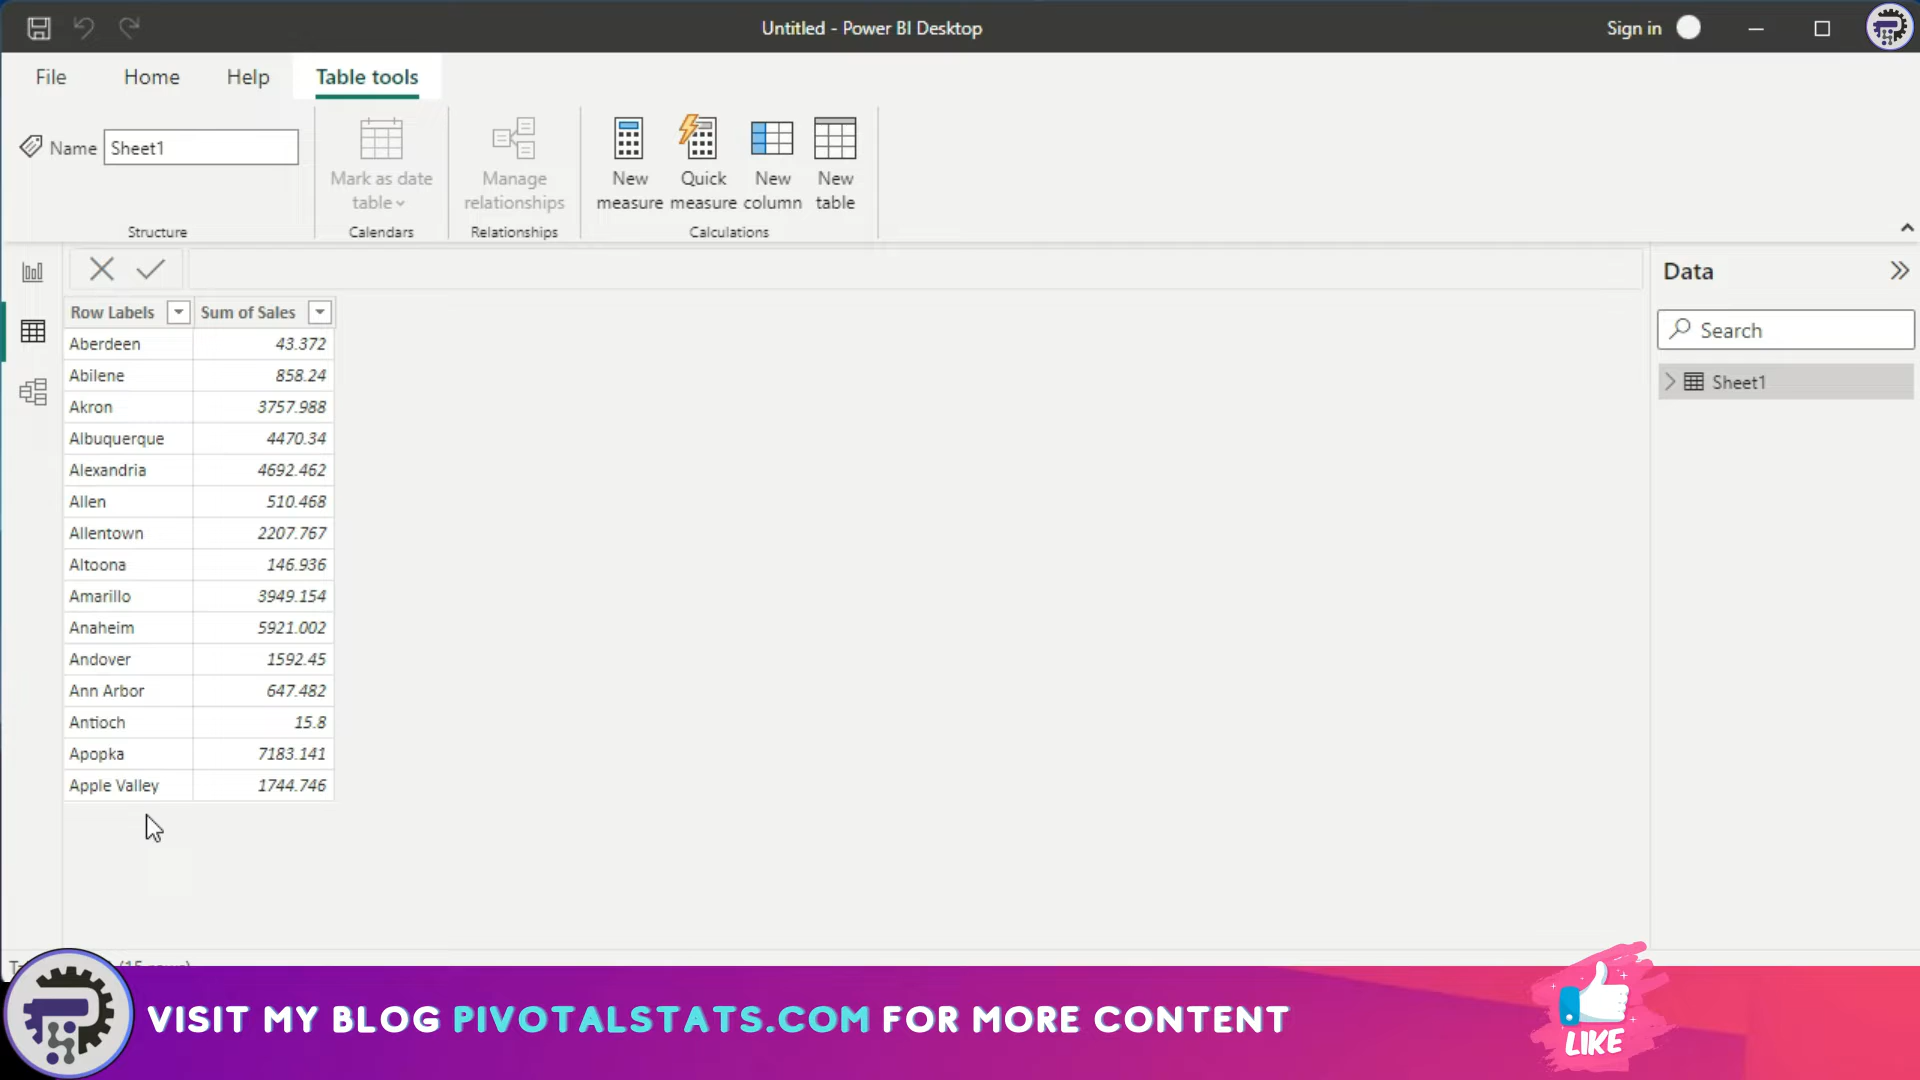 Untitled - Power BI Desktop
Sign in
File
Home
Help
Table tools
Name
Sheet1
Structure
Mark as date
table
Calendars
Manage
relationships
Relationships
New
measure
Quick
measure
New
column
New
table
Calculations
Row Labels
Sum of Sales
Aberdeen 43.372
Abilene 858.24
Akron 3757.988
Albuquerque 4470.34
Alexandria 4692.462
Allen 510.468
Allentown 2207.767
Altoona 146.936
Amarillo 3949.154
Anaheim 5921.002
Andover 1592.45
Ann Arbor 647.482
Antioch 15.8
Apopka 7183.141
Apple Valley 1744.746
Data
Search
Sheet1
VISIT MY BLOG PIVOTALSTATS.COM FOR MORE CONTENT
LIKE